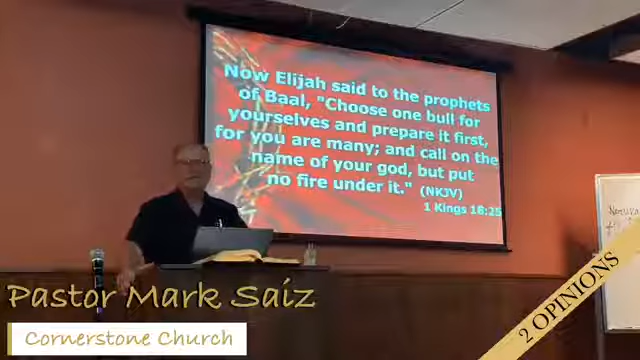 Now Elijah said to the prophets
of Baal, "Choose one bull for
yourselves and prepare it first,
for you are many; and call on the
name of your god, but put
no fire under it." (NKJV)
1 Kings 18:25
Pastor Mark Saiz
Cornerstone Church
2 OPINIONS